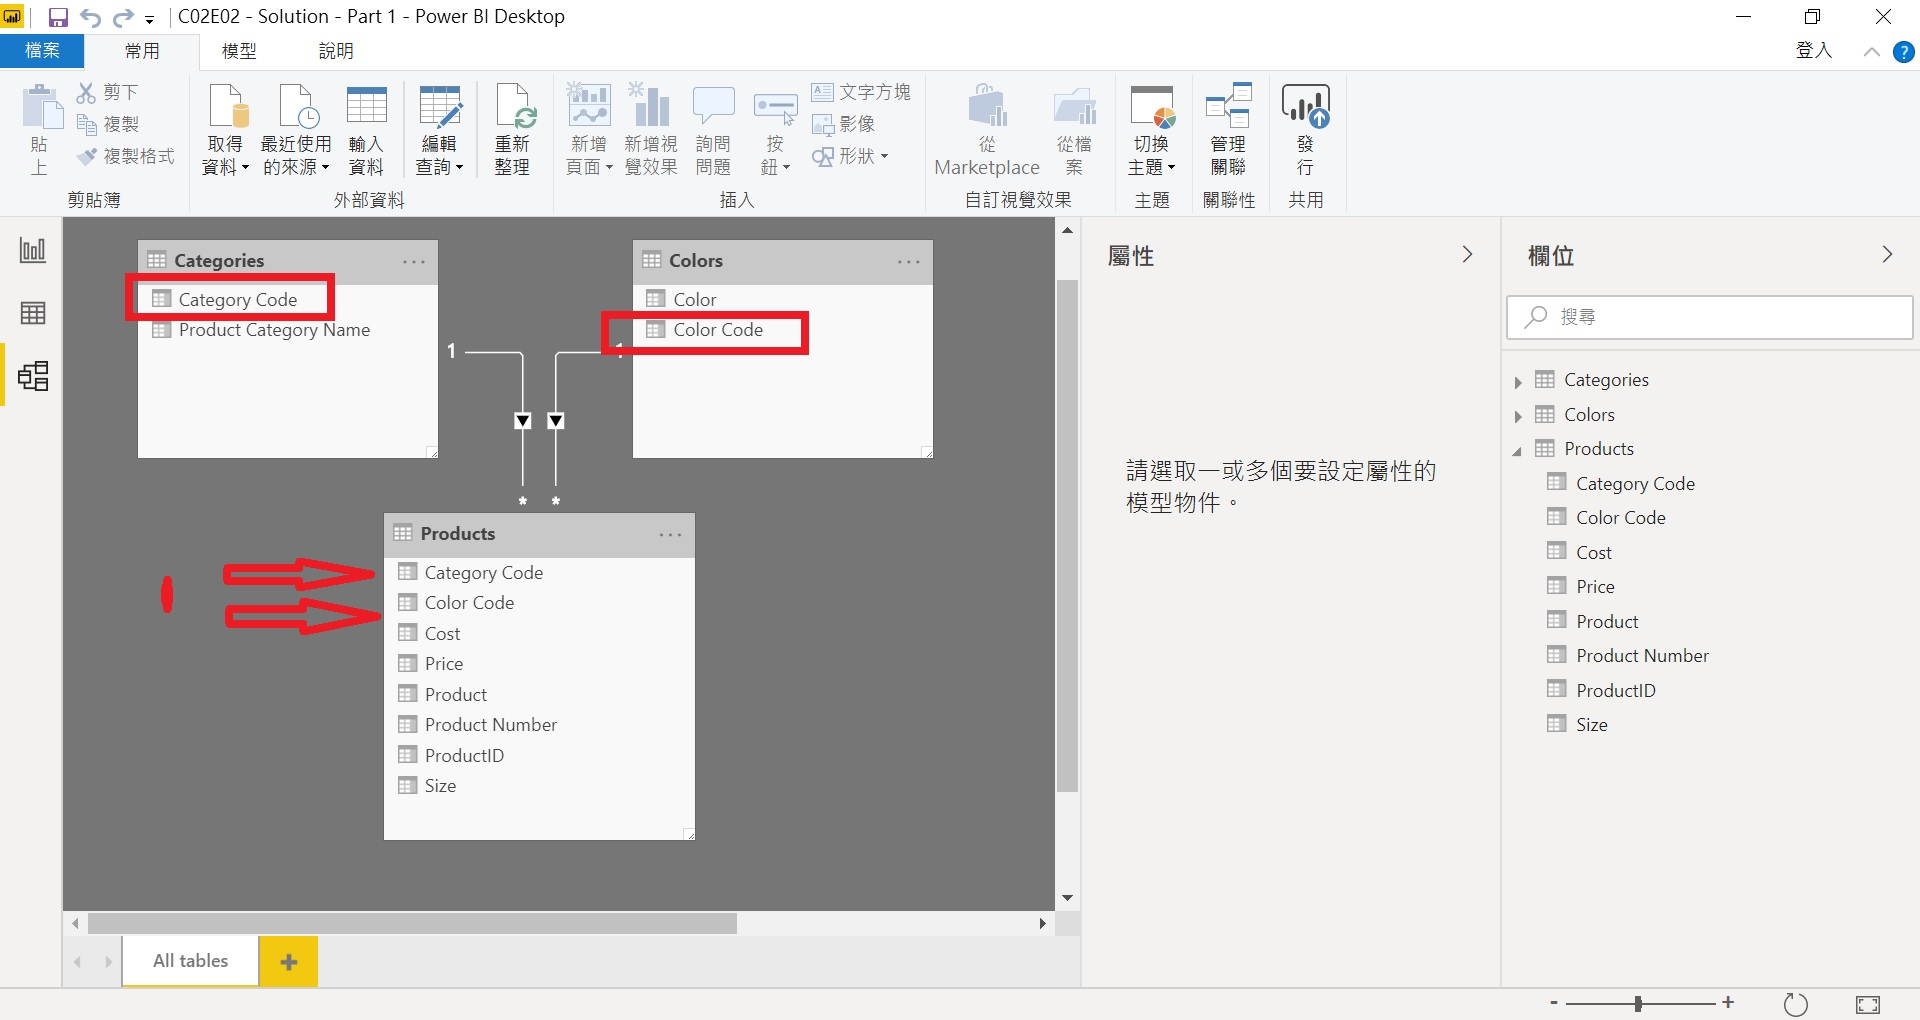 C02E02 - Solution - Part 1 - Power BI Desktop
檔案
常用
模型
說明
登入
?
貼上
剪下
複製
複製格式
剪貼簿
取得資料
最近使用的來源
輸入資料
編輯查詢
重新整理
外部資料
新增頁面
新增視覺效果
詢問問題
按鈕
文字方塊
影像
形狀
插入
從 Marketplace
從檔案
自訂視覺效果
切換主題
主題
管理關聯
關聯性
發行
共用
Categories
Category Code
Product Category Name
Colors
Color
Color Code
1
1
*
*
Products
Category Code
Color Code
Cost
Price
Product
Product Number
ProductID
Size
屬性
請選取一或多個要設定屬性的
模型物件。
欄位
搜尋
Categories
Colors
Products
Category Code
Color Code
Cost
Price
Product
Product Number
ProductID
Size
All tables